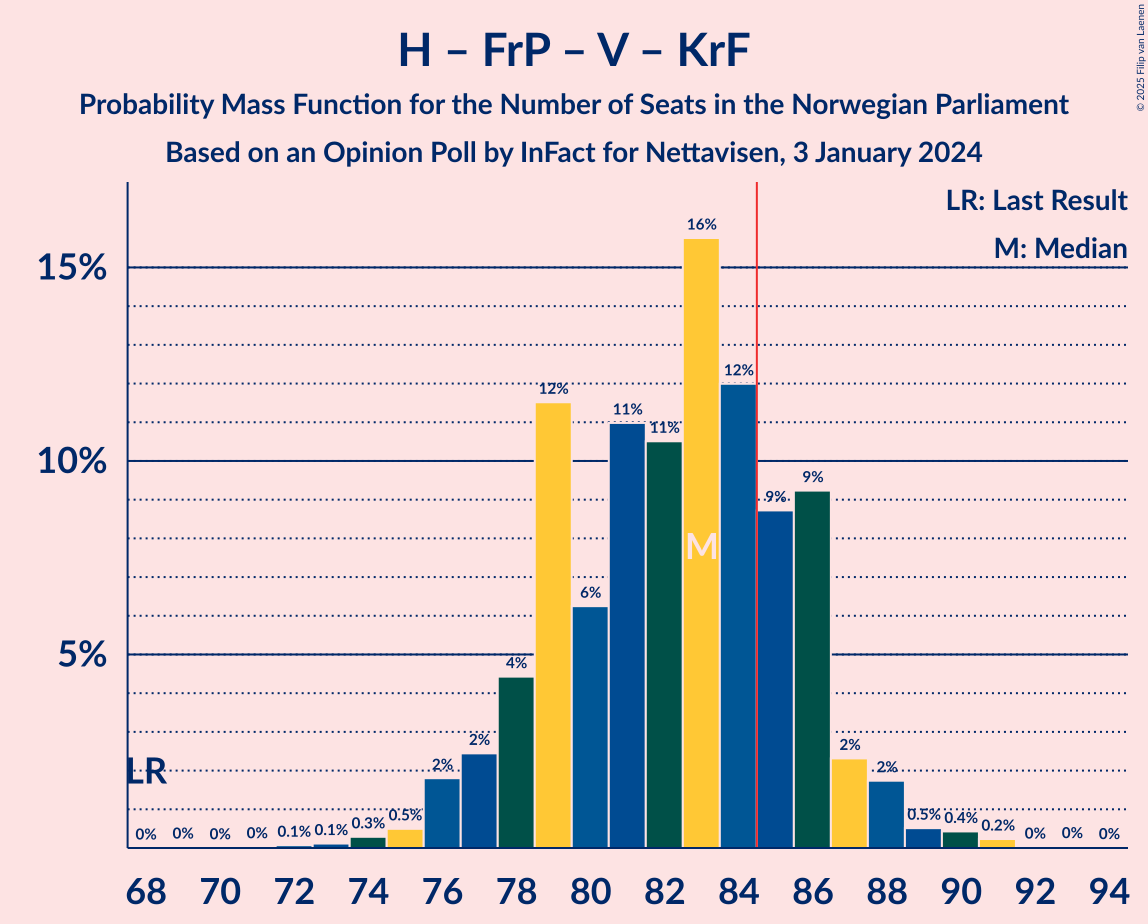 H – FrP – V – KrF
Probability Mass Function for the Number of Seats in the Norwegian Parliament
Based on an Opinion Poll by InFact for Nettavisen, 3 January 2024
© 2025 Filip van Laenen
LR: Last Result
M: Median
15%
10%
5%
LR
M
0% 0% 0% 0% 0.1% 0.1% 0.3% 0.5% 2% 2% 4% 12% 6% 11% 11% 16% 12% 9% 9% 2% 2% 0.5% 0.4% 0.2% 0% 0% 0%
68 70 72 74 76 78 80 82 84 86 88 90 92 94